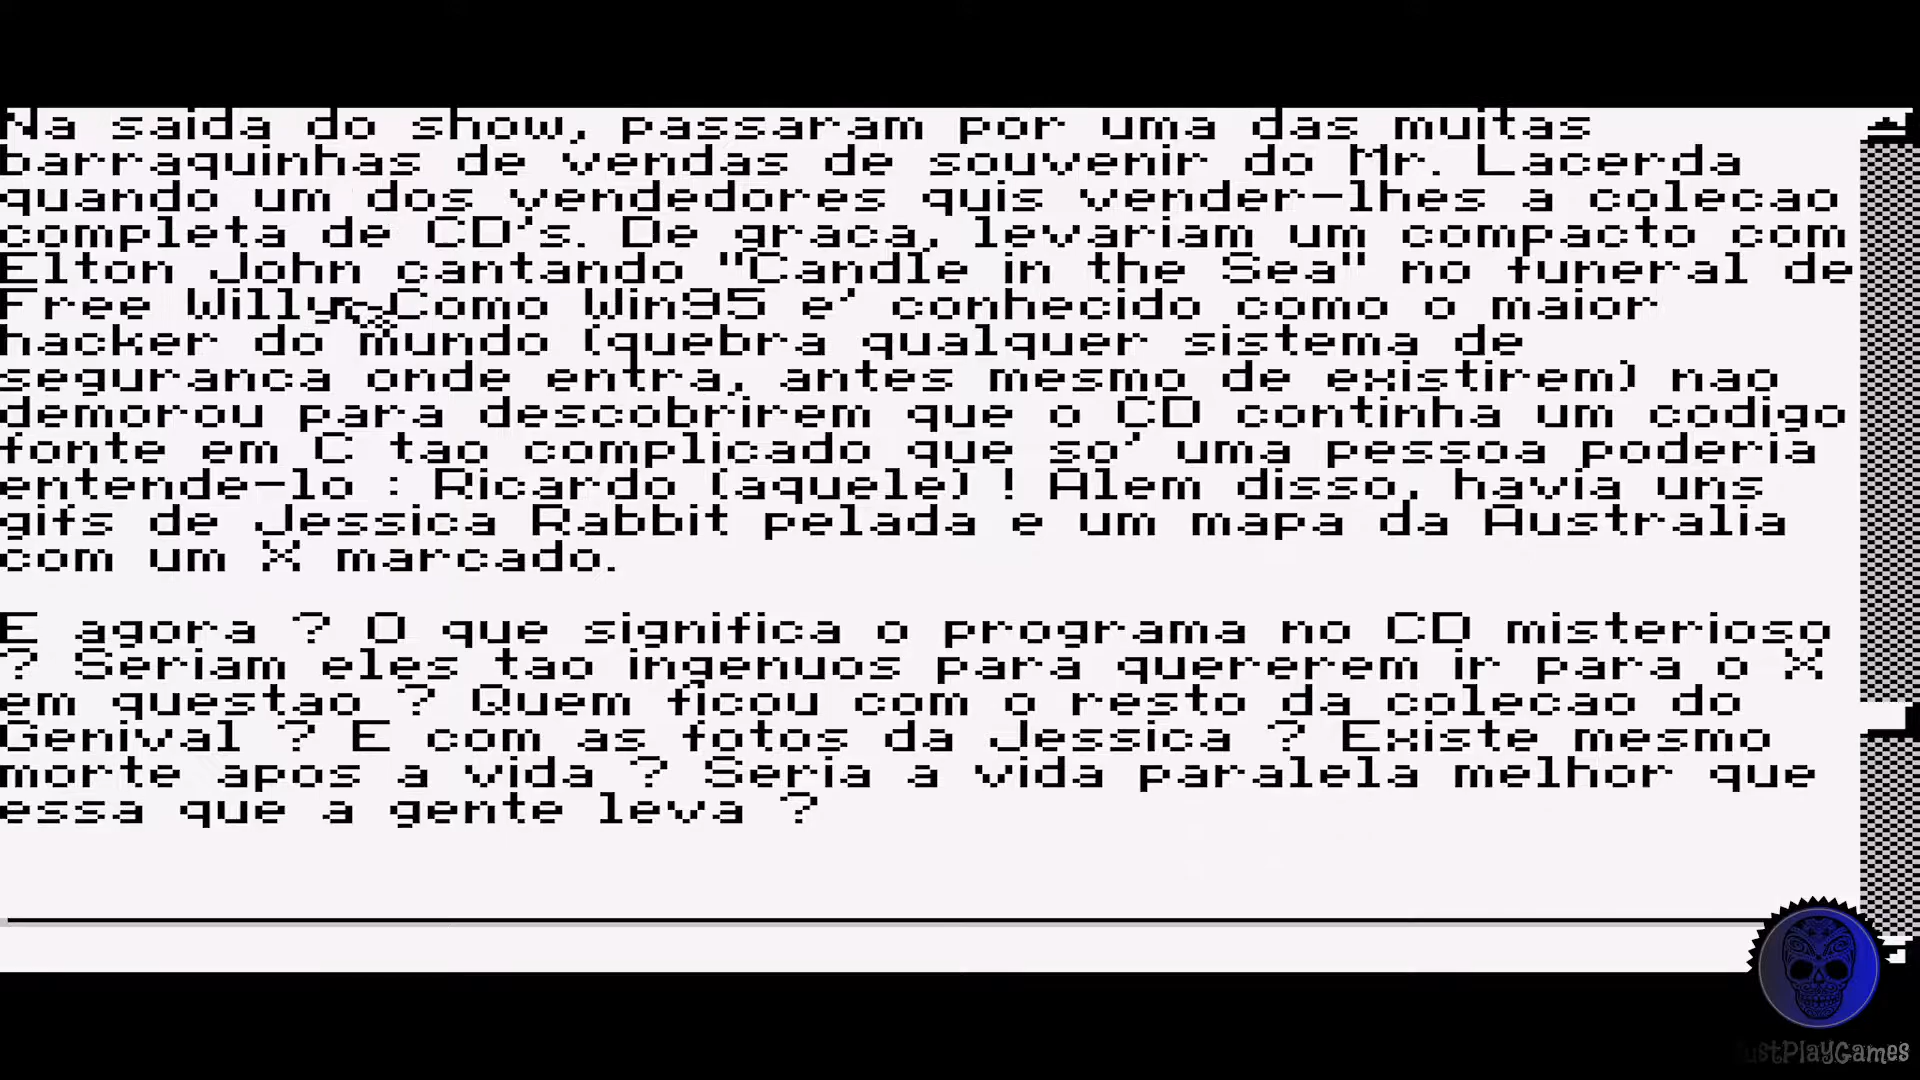 Na saida do show, passaram por uma das muitas
barraquinhas de vendas de souvenir do Mr. Lacerda
quando um dos vendedores quis vender-lhes a colecao
completa de CD's. De graca, levariam um compacto com
Elton John cantando "Candle in the Sea" no funeral de
Free Willy. Como Win95 e' conhecido como o maior
hacker do mundo (quebra qualquer sistema de
seguranca onde entra, antes mesmo de existirem) nao
demorou para descobrirem que o CD continha um codigo
fonte em C tao complicado que so' uma pessoa poderia
entende-lo : Ricardo (aquele) ! Alem disso, havia uns
gifs de Jessica Rabbit pelada e um mapa da Australia
com um X marcado.
E agora ? O que significa o programa no CD misterioso
? Seriam eles tao ingenuos para quererem ir para o X
em questao ? Quem ficou com o resto da colecao do
Genival ? E com as fotos da Jessica ? Existe mesmo
morte apos a vida ? Seria a vida paralela melhor que
essa que a gente leva ?
JustPlayGames